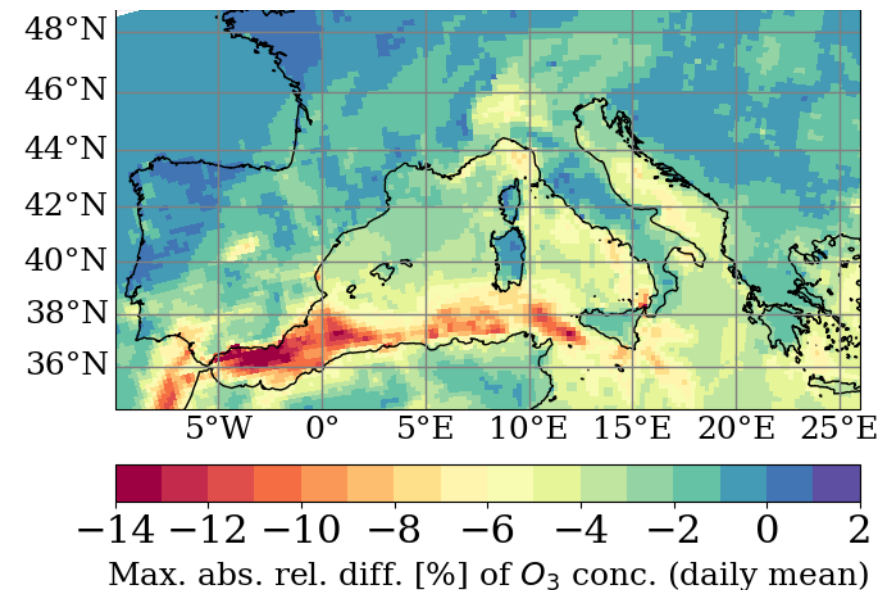 48°N
46°N
44°N
42°N
40°N
38°N
36°N
5°W 0° 5°E 10°E 15°E 20°E 25°E
−14 −12 −10 −8 −6 −4 −2 0 2
Max. abs. rel. diff. [%] of O₃ conc. (daily mean)